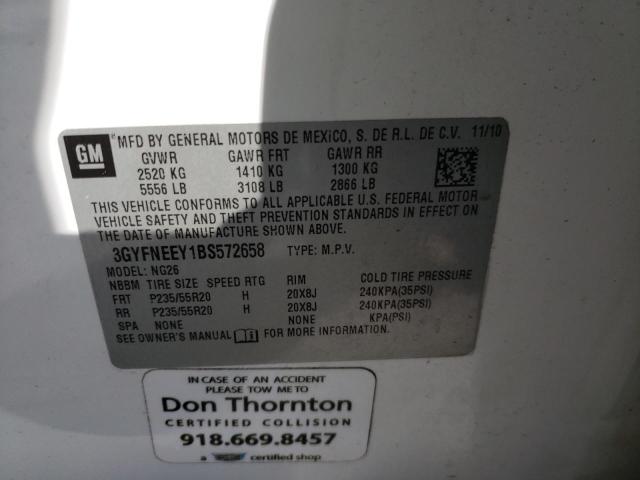 GM
MFD BY GENERAL MOTORS DE MEXICO, S. DE R.L. DE C.V. 11/10
GVWR GAWR FRT GAWR RR
2520 KG 1410 KG 1300 KG
5556 LB 3108 LB 2866 LB
THIS VEHICLE CONFORMS TO ALL APPLICABLE U.S. FEDERAL MOTOR
VEHICLE SAFETY AND THEFT PREVENTION STANDARDS IN EFFECT ON
THE DATE OF MANUFACTURE SHOWN ABOVE.
3GYFNEEY1BS572658 TYPE: M.P.V.
MODEL: NG26
NBBM TIRE SIZE SPEED RTG RIM COLD TIRE PRESSURE
FRT P235/55R20 H 20X8J 240KPA(35PSI)
RR P235/55R20 H 20X8J 240KPA(35PSI)
SPA NONE NONE KPA(PSI)
SEE OWNER'S MANUAL FOR MORE INFORMATION.
IN CASE OF AN ACCIDENT
PLEASE TOW ME TO
Don Thornton
CERTIFIED COLLISION
918.669.8457
a certified shop